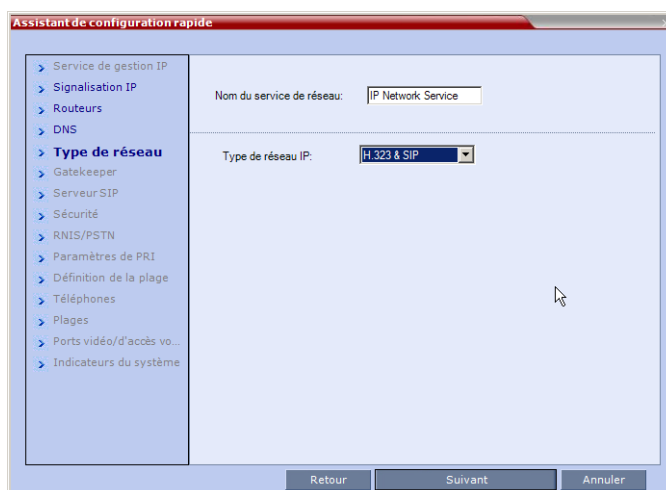 Assistant de configuration rapide
Service de gestion IP
Signalisation IP
Routeurs
DNS
Type de réseau
Gatekeeper
Serveur SIP
Sécurité
RNIS/PSTN
Paramètres de PRI
Définition de la plage
Téléphones
Plages
Ports vidéo/d'accès vo...
Indicateurs du système
Nom du service de réseau: IP Network Service
Type de réseau IP: H.323 & SIP
Retour Suivant Annuler